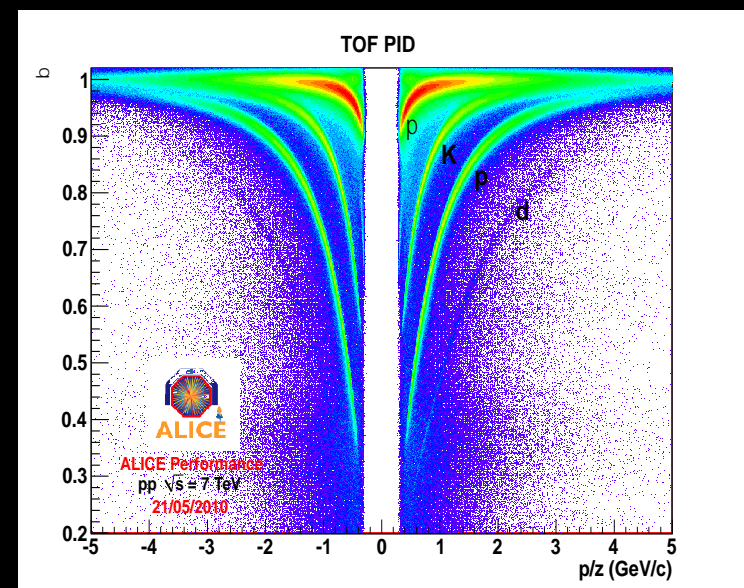 TOF PID
b
1
0.9
0.8
0.7
0.6
0.5
0.4
0.3
0.2
p
K
p
d
ALICE
ALICE Performance
pp √s = 7 TeV
21/05/2010
-5 -4 -3 -2 -1 0 1 2 3 4 5
p/z (GeV/c)